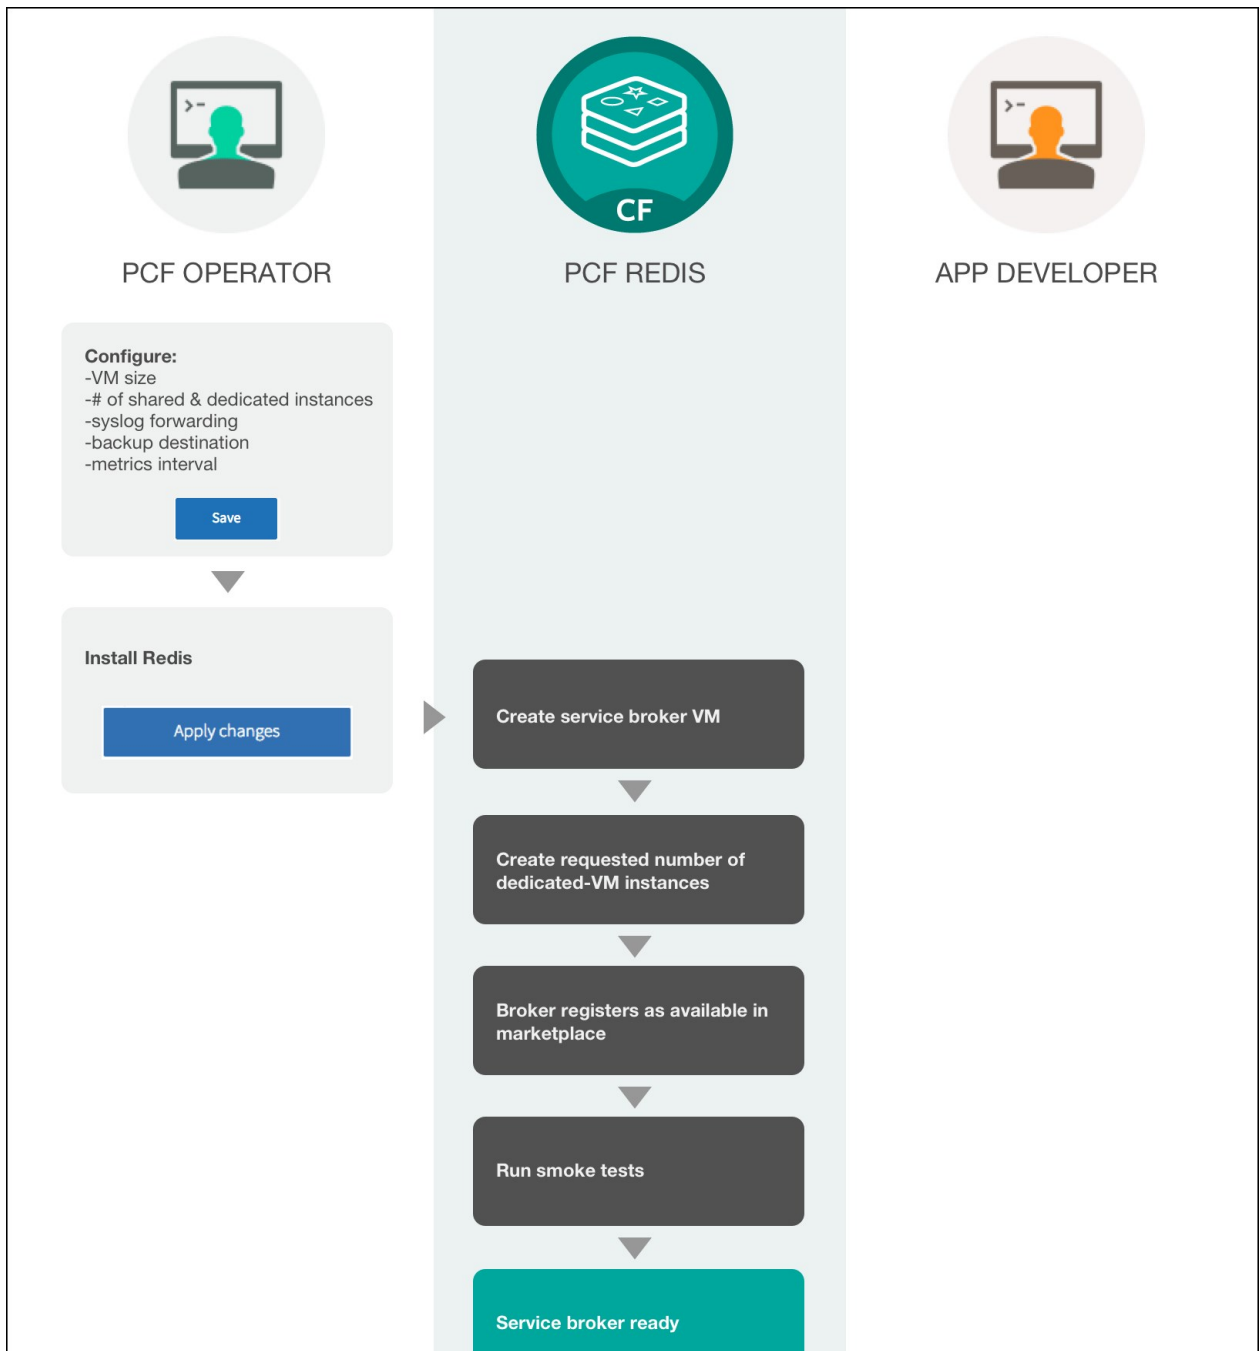 >-
CF
>-
PCF OPERATOR
PCF REDIS
APP DEVELOPER
Configure:
-VM size
-# of shared & dedicated instances
-syslog forwarding
-backup destination
-metrics interval
Save
Install Redis
Apply changes
Create service broker VM
Create requested number of
dedicated-VM instances
Broker registers as available in
marketplace
Run smoke tests
Service broker ready